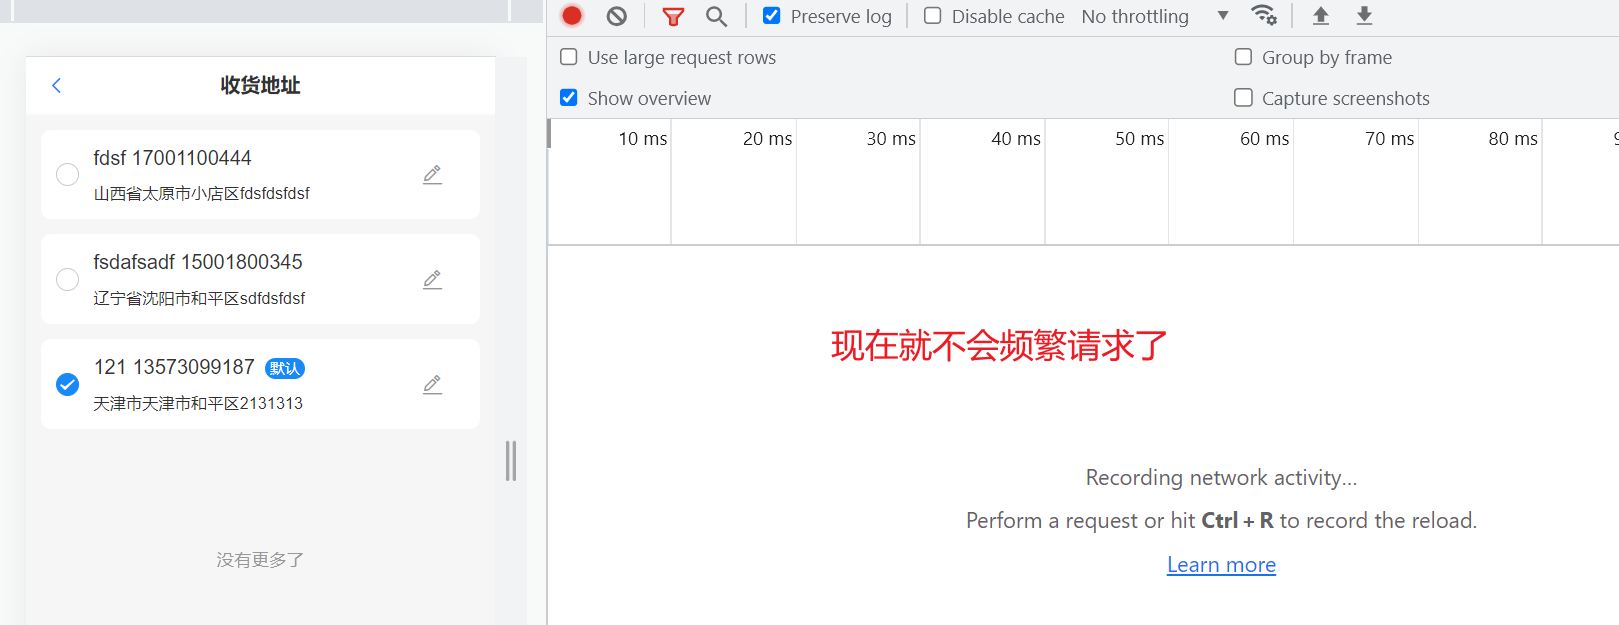 收货地址
fdsf 17001100444
山西省太原市小店区fdsfdsfdsf
fsdafsadf 15001800345
辽宁省沈阳市和平区sdfdsfdsf
121 13573099187 默认
天津市天津市和平区2131313
没有更多了
Preserve log Disable cache No throttling
Use large request rows Group by frame
Show overview Capture screenshots
10 ms 20 ms 30 ms 40 ms 50 ms 60 ms 70 ms 80 ms
现在就不会频繁请求了
Recording network activity...
Perform a request or hit Ctrl + R to record the reload.
Learn more